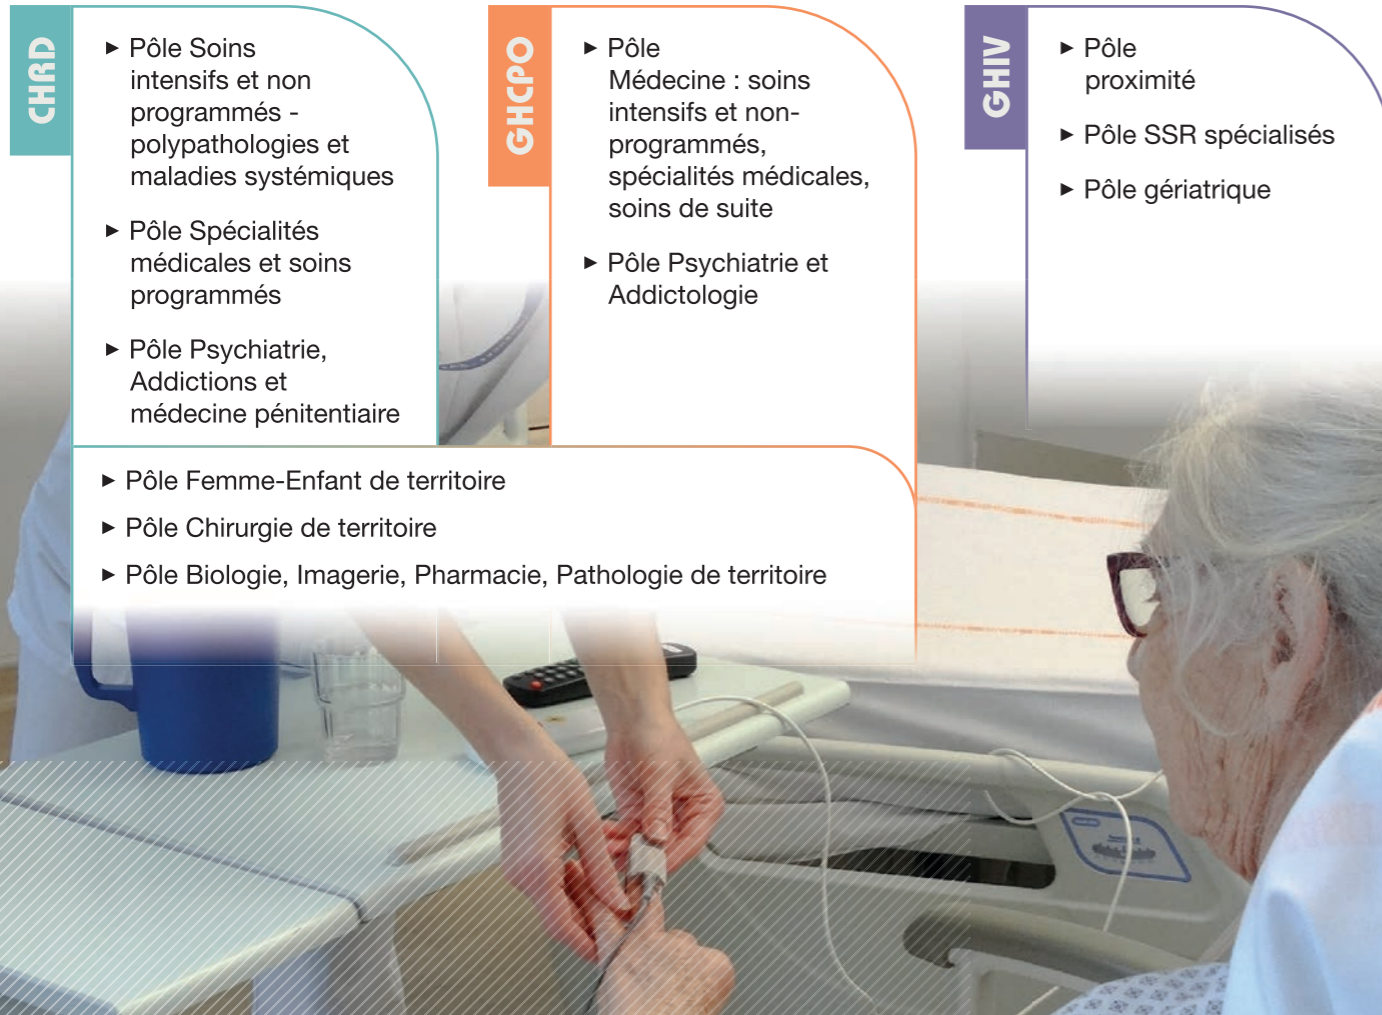 CHRD
► Pôle Soins
intensifs et non
programmés -
polypathologies et
maladies systémiques
► Pôle Spécialités
médicales et soins
programmés
► Pôle Psychiatrie,
Addictions et
médecine pénitentiaire
GHCPO
► Pôle
Médecine : soins
intensifs et non-
programmés,
spécialités médicales,
soins de suite
► Pôle Psychiatrie et
Addictologie
GHIV
► Pôle
proximité
► Pôle SSR spécialisés
► Pôle gériatrique
► Pôle Femme-Enfant de territoire
► Pôle Chirurgie de territoire
► Pôle Biologie, Imagerie, Pharmacie, Pathologie de territoire